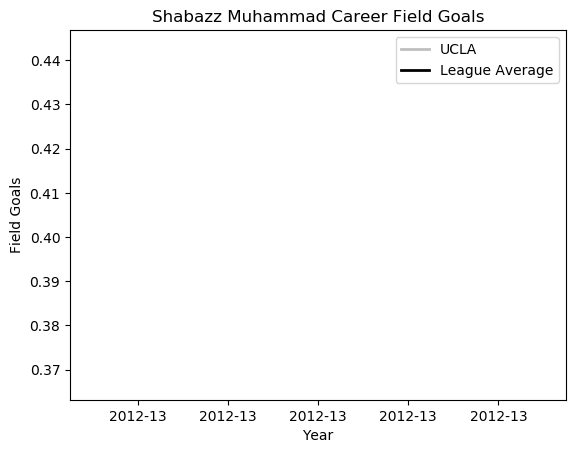 Shabazz Muhammad Career Field Goals
UCLA
League Average
0.44
0.43
0.42
0.41
0.40
0.39
0.38
0.37
Field Goals
2012-13 2012-13 2012-13 2012-13 2012-13
Year